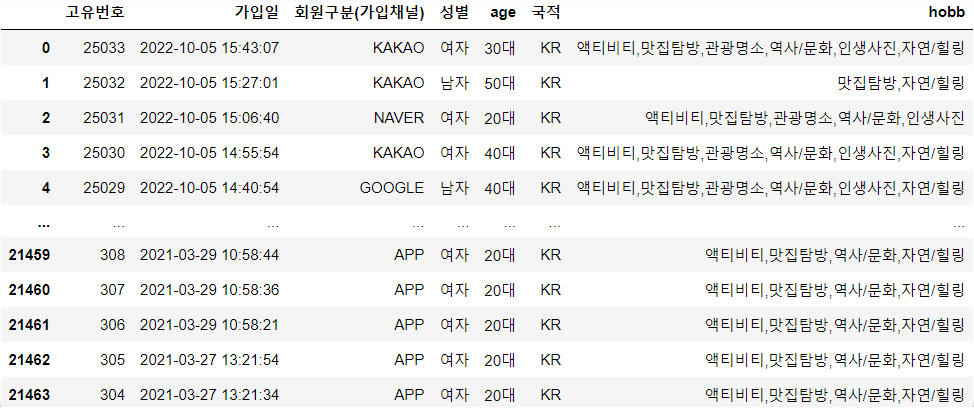 고유번호 가입일 회원구분(가입채널) 성별 age 국적 hobb
0 25033 2022-10-05 15:43:07 KAKAO 여자 30대 KR 액티비티,맛집탐방,관광명소,역사/문화,인생사진,자연/힐링
1 25032 2022-10-05 15:27:01 KAKAO 남자 50대 KR 맛집탐방,자연/힐링
2 25031 2022-10-05 15:06:40 NAVER 여자 20대 KR 액티비티,맛집탐방,관광명소,역사/문화,인생사진
3 25030 2022-10-05 14:55:54 KAKAO 여자 40대 KR 액티비티,맛집탐방,관광명소,역사/문화,인생사진,자연/힐링
4 25029 2022-10-05 14:40:54 GOOGLE 남자 40대 KR 액티비티,맛집탐방,관광명소,역사/문화,인생사진,자연/힐링
... ... ... ... ... ... ... ...
21459 308 2021-03-29 10:58:44 APP 여자 20대 KR 액티비티,맛집탐방,역사/문화,자연/힐링
21460 307 2021-03-29 10:58:36 APP 여자 20대 KR 액티비티,맛집탐방,역사/문화,자연/힐링
21461 306 2021-03-29 10:58:21 APP 여자 20대 KR 액티비티,맛집탐방,역사/문화,자연/힐링
21462 305 2021-03-27 13:21:54 APP 여자 20대 KR 액티비티,맛집탐방,역사/문화,자연/힐링
21463 304 2021-03-27 13:21:34 APP 여자 20대 KR 액티비티,맛집탐방,역사/문화,자연/힐링